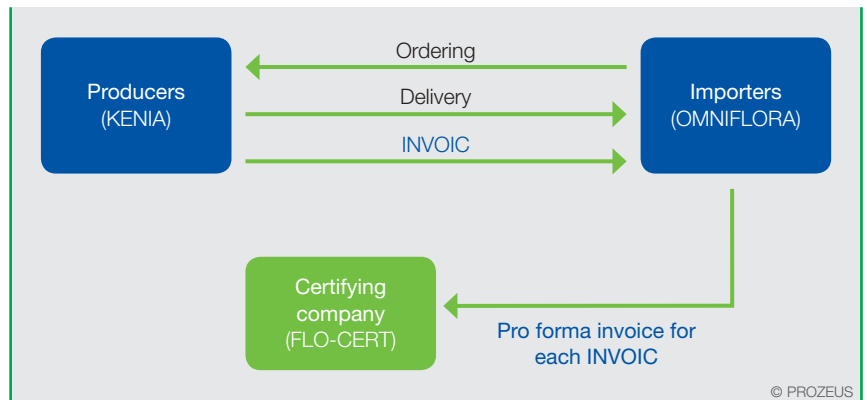 Ordering
Producers
(KENIA)
Delivery
Importers
(OMNIFLORA)
INVOIC
Certifying
company
(FLO-CERT)
Pro forma invoice for
each INVOIC
© PROZEUS